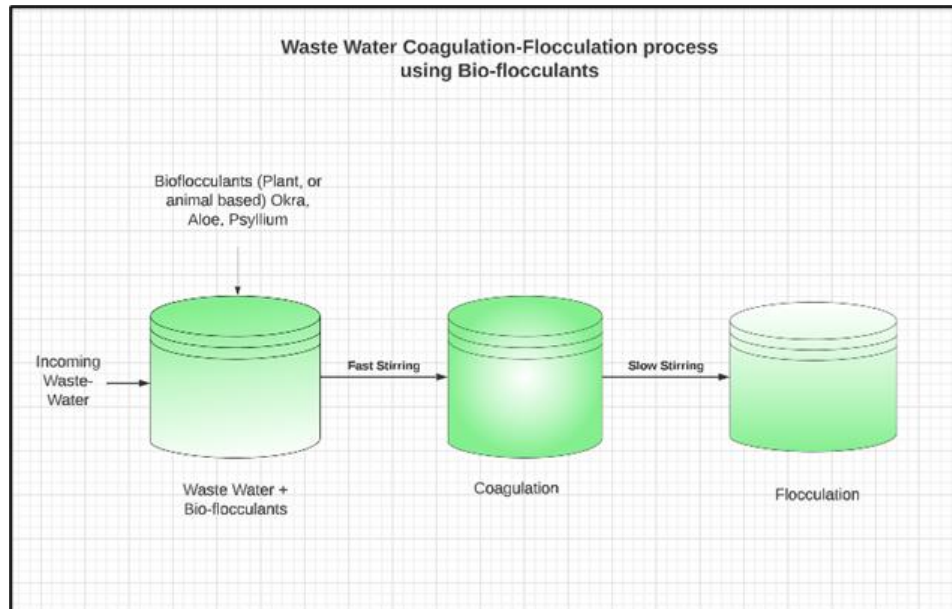 Waste Water Coagulation-Flocculation process
using Bio-flocculants
Bioflocculants (Plant, or
animal based) Okra,
Aloe, Psyllium
Incoming
Waste-
Water
Fast Stirring
Slow Stirring
Waste Water +
Bio-flocculants
Coagulation
Flocculation